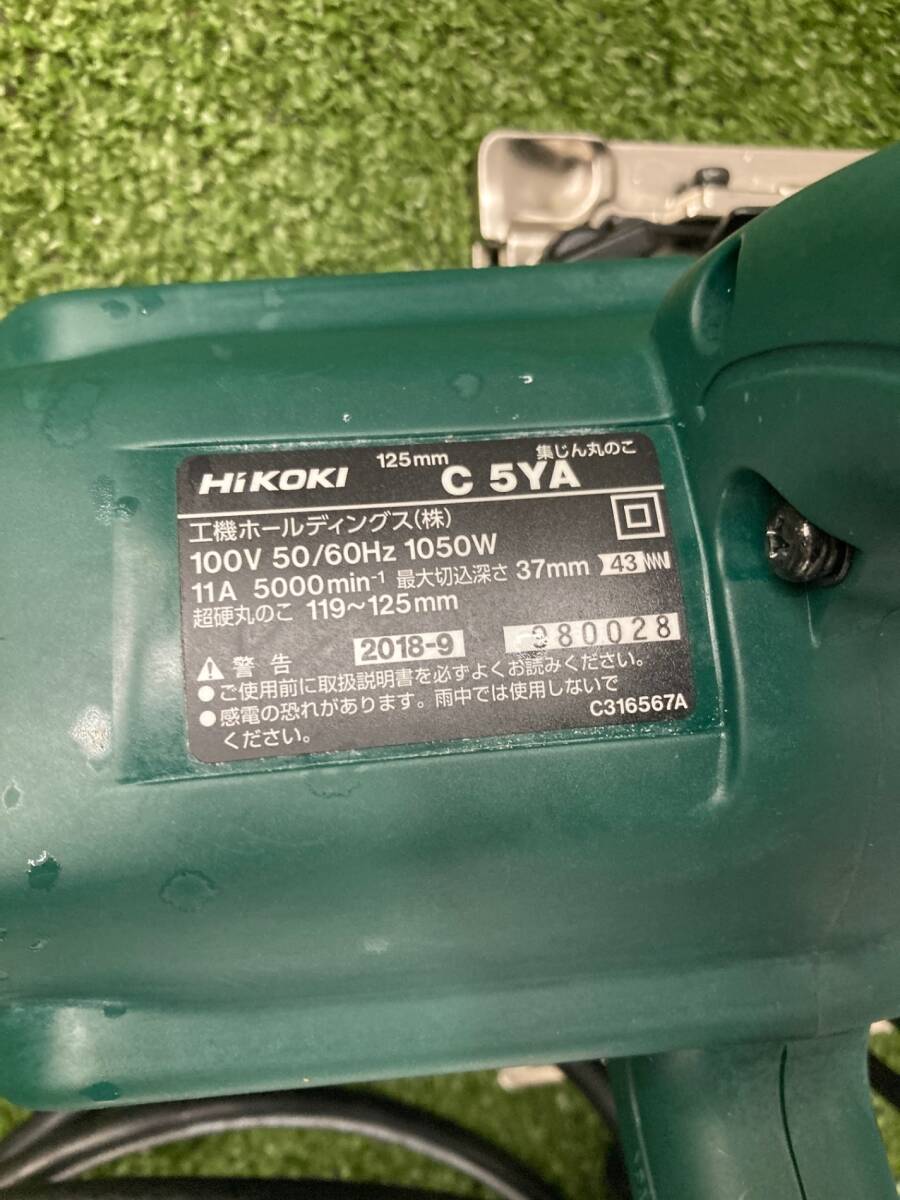 125mm 集じん丸のこ
HiKOKI C 5YA
工機ホールディングス(株)
100V 50/60Hz 1050W
11A 5000min-1 最大切込深さ 37mm 43
超硬丸のこ 119~125mm
2018-9 980028
警告
●ご使用前に取扱説明書を必ずよくお読みください。
●感電の恐れがあります。雨中では使用しないで
ください。
C316567A